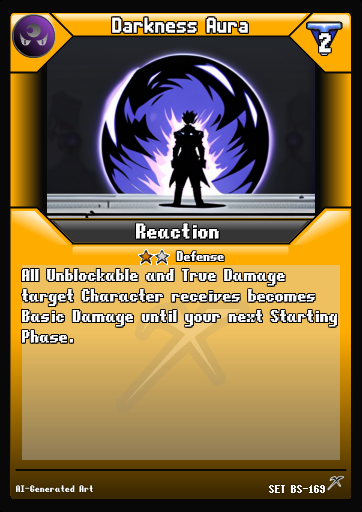 Darkness Aura
2
Reaction
Defense
All Unblockable and True Damage
target Character receives becomes
Basic Damage until your next Starting
Phase.
AI-Generated Art
SET BS-169